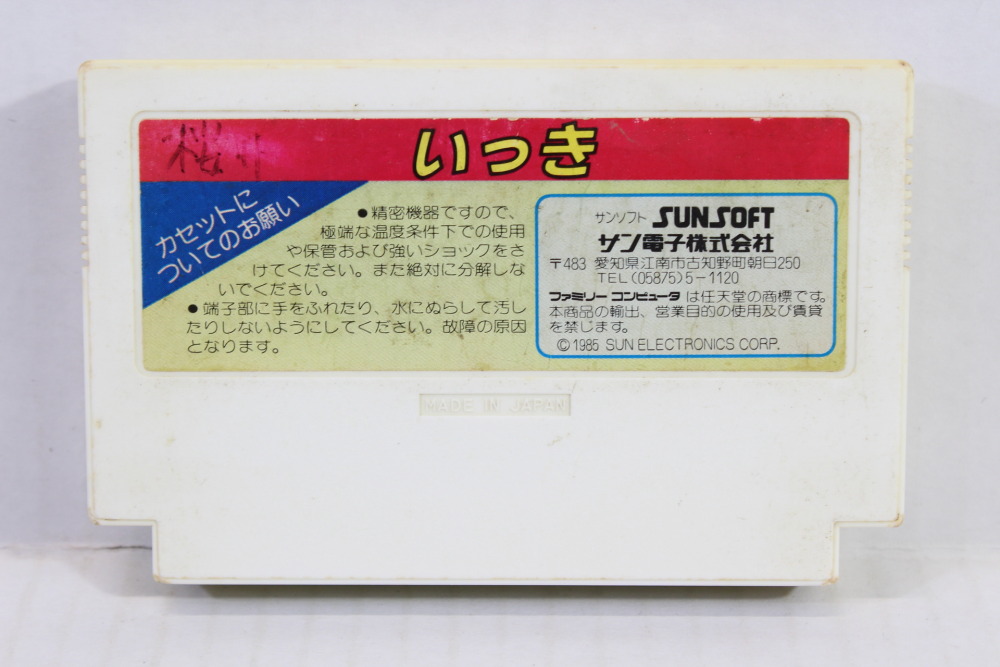 いっき
カセットに
ついてのお願い
●精密機器ですので、
極端な温度条件下での使用
や保管および強いショックをさ
けてください。また絶対に分解しな
いでください。
●端子部に手をふれたり、水にぬらして汚し
たりしないようにしてください。故障の原因
となります。
サンソフト SUNSOFT
サン電子株式会社
〒483 愛知県江南市古知野町朝日250
TEL(05875)5-1120
ファミリーコンピュータは任天堂の商標です。
本商品の輸出、営業目的の使用及び賃貸
を禁じます。
©1985 SUN ELECTRONICS CORP.
MADE IN JAPAN